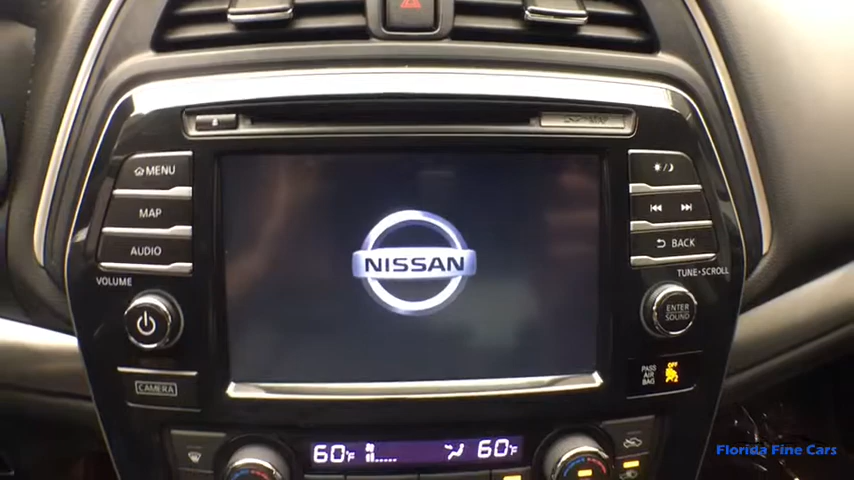 MENU
MAP
AUDIO
VOLUME
CAMERA
NISSAN
BACK
TUNE·SCROLL
ENTER
SOUND
PASS
AIR
BAG
OFF
60°F
60°F
Florida Fine Cars